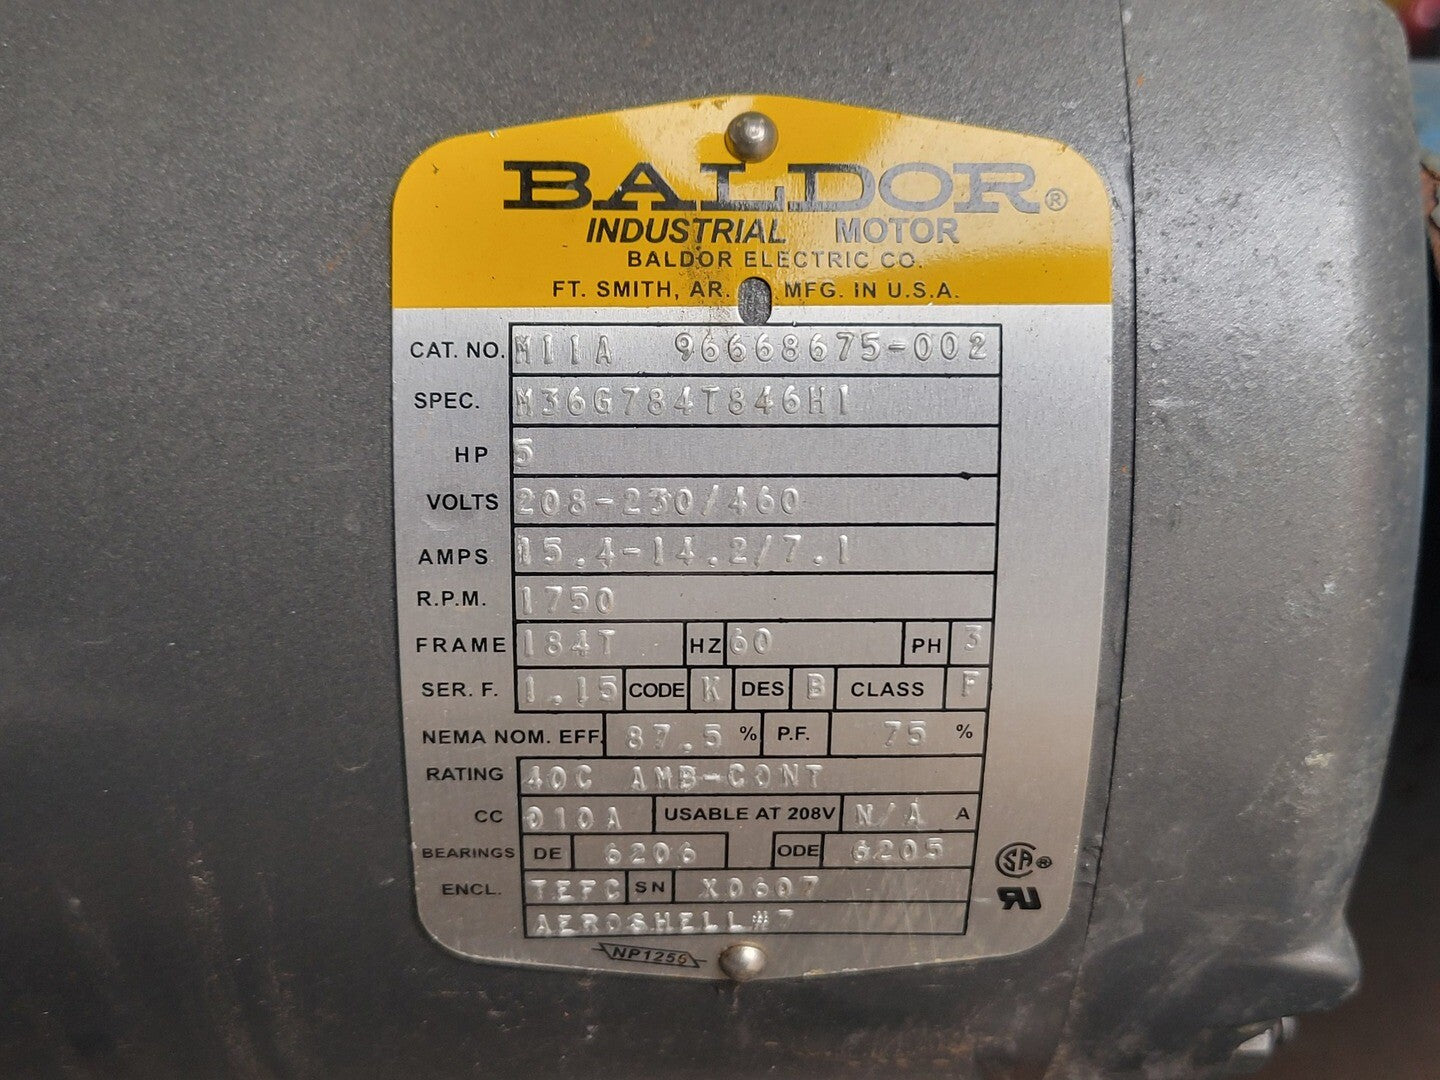 BALDOR®
INDUSTRIAL MOTOR
BALDOR ELECTRIC CO.
FT. SMITH, AR. MFG. IN U.S.A.
CAT. NO. M11A 96668675-002
SPEC. M36G784T846H1
HP 5
VOLTS 208-230/460
AMPS 15.4-14.2/7.1
R.P.M. 1750
FRAME 184T HZ 60 PH 3
SER. F. 1.15 CODE K DES B CLASS F
NEMA NOM. EFF. 87.5 % P.F. 75 %
RATING 40C AMB-CONT
CC 010A USABLE AT 208V N/A A
BEARINGS DE 6206 ODE 6205
ENCL. TEFC SN X0607
AEROSHELL#7
NP1256
SA®